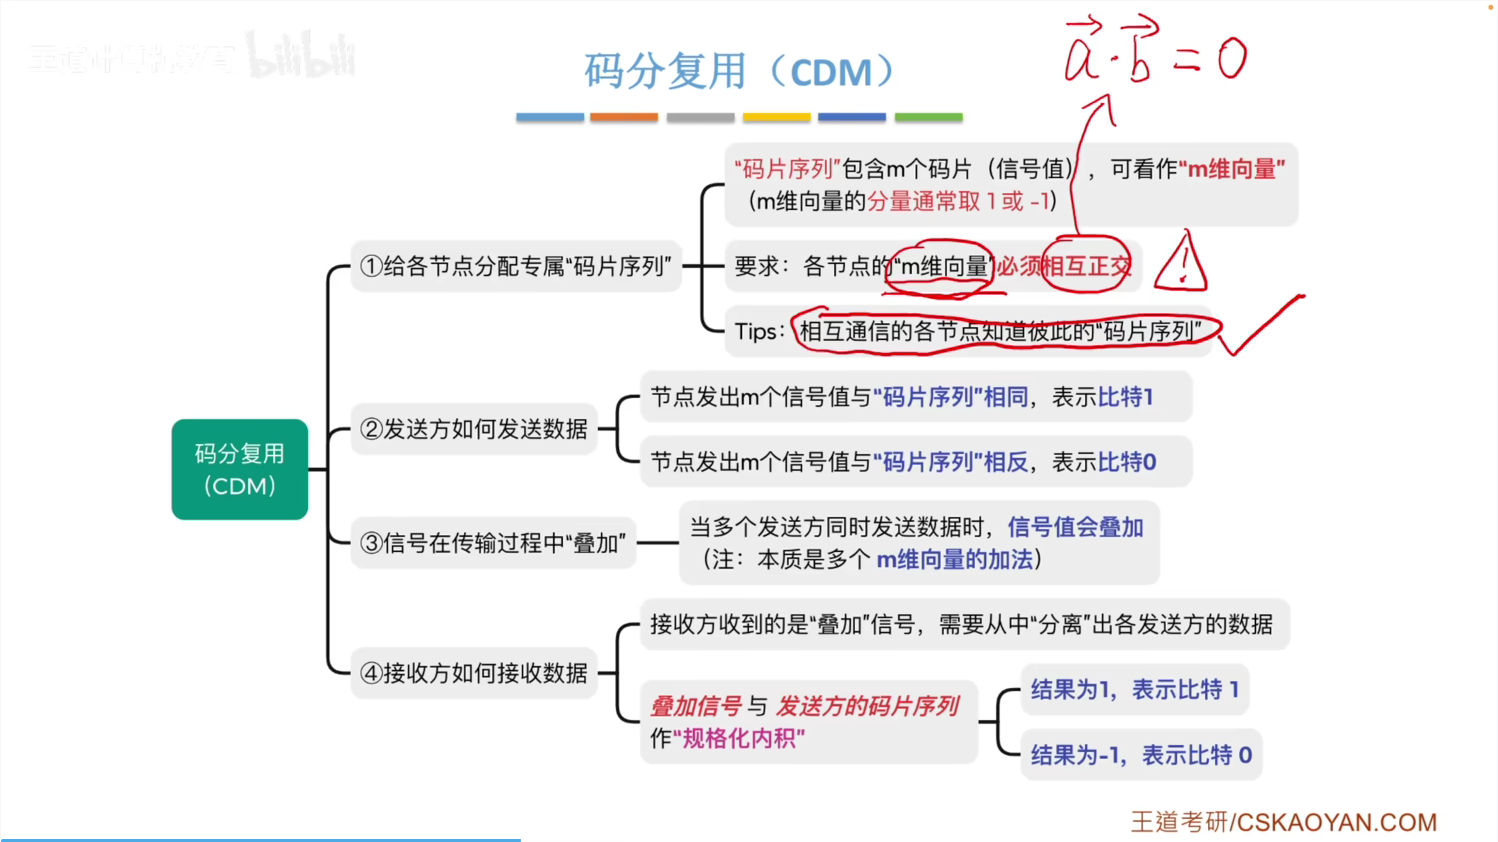 王道计算机教育 bilibili
码分复用（CDM）
a·b=0
“码片序列”包含m个码片（信号值），可看作“m维向量”
（m维向量的分量通常取 1 或 -1）
①给各节点分配专属“码片序列”
要求：各节点的“m维向量”必须相互正交
!
Tips：相互通信的各节点知道彼此的“码片序列”
节点发出m个信号值与“码片序列”相同，表示比特1
②发送方如何发送数据
节点发出m个信号值与“码片序列”相反，表示比特0
码分复用
（CDM）
③信号在传输过程中“叠加”
当多个发送方同时发送数据时，信号值会叠加
（注：本质是多个 m维向量的加法）
接收方收到的是“叠加”信号，需要从中“分离”出各发送方的数据
④接收方如何接收数据
叠加信号 与 发送方的码片序列
作“规格化内积”
结果为1，表示比特 1
结果为-1，表示比特 0
王道考研/CSKAOYAN.COM